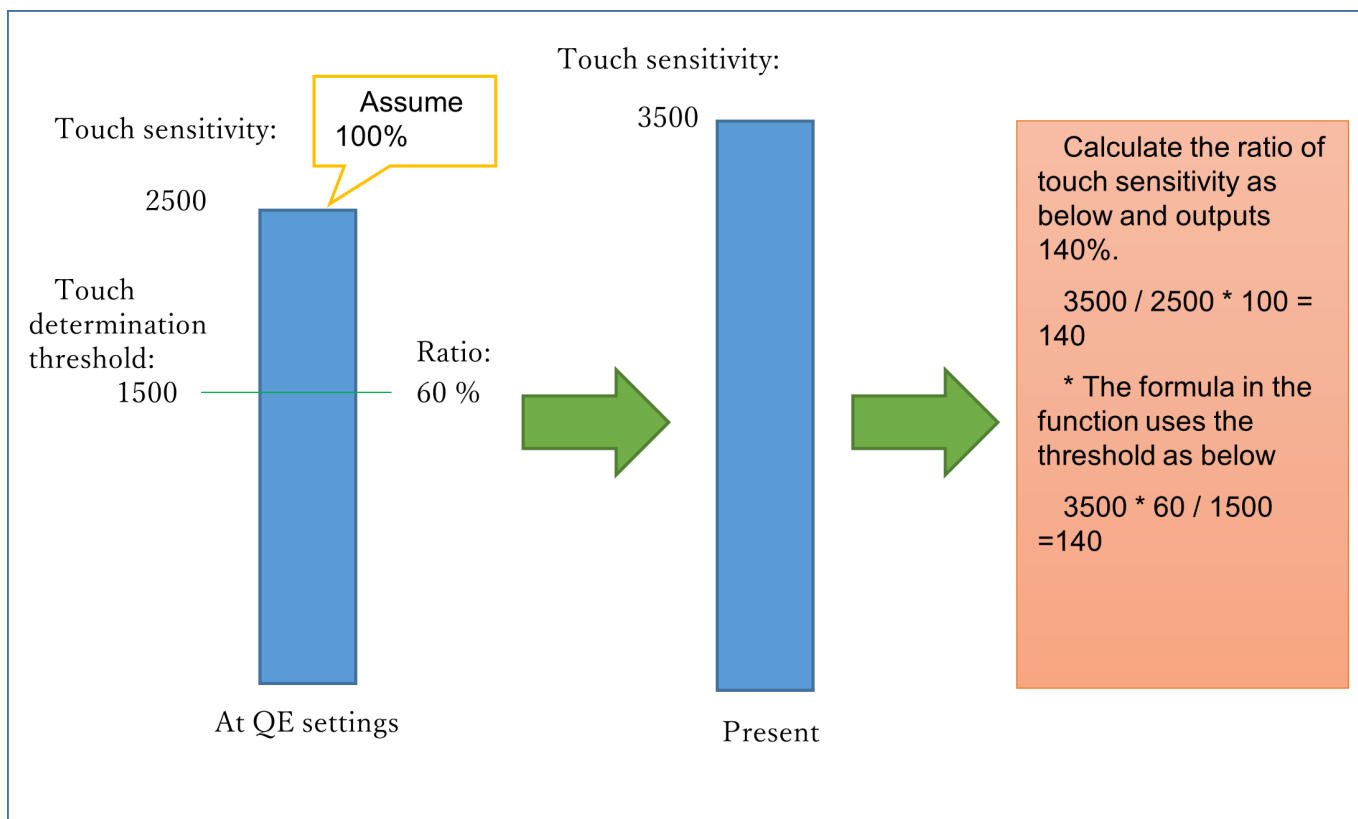 Touch sensitivity:
2500
Assume
100%
Touch
determination
threshold:
1500
Ratio:
60 %
At QE settings
Touch sensitivity:
3500
Present
Calculate the ratio of
touch sensitivity as
below and outputs
140%.
3500 / 2500 * 100 =
140
* The formula in the
function uses the
threshold as below
3500 * 60 / 1500
=140